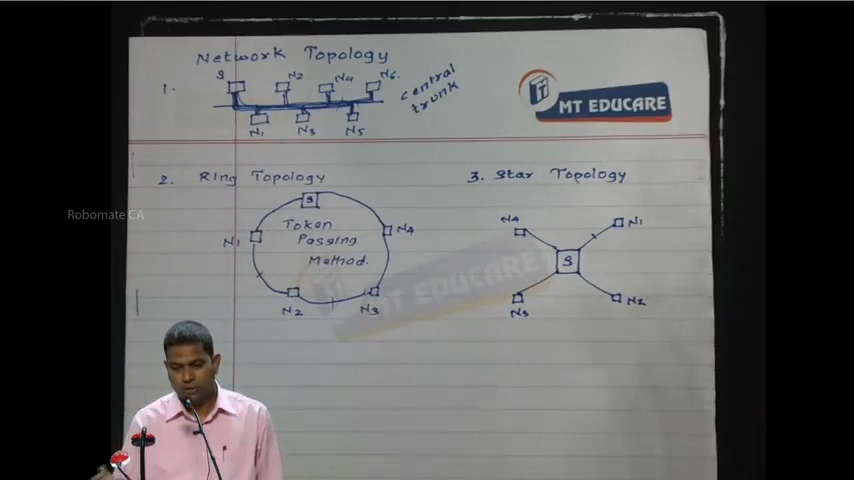 Network Topology
1.
S
N2
N4
N6.
central
trunk
N1
N3
N5
MT EDUCARE
2. Ring Topology
3. Star Topology
S
Token
Passing
Method.
N1
N4
N2
N3
N4
N1
S
N3
N2
MT EDUCARE
Robomate CA